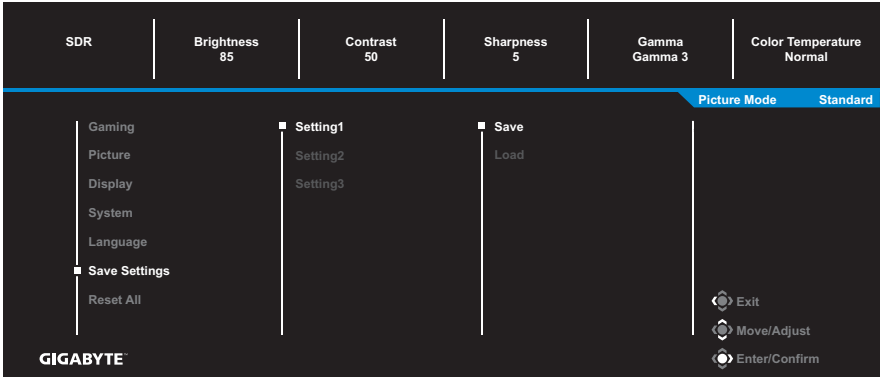 SDR
Brightness
85
Contrast
50
Sharpness
5
Gamma
Gamma 3
Color Temperature
Normal
Picture Mode Standard
Gaming
Picture
Display
System
Language
Save Settings
Reset All
Setting1
Setting2
Setting3
Save
Load
Exit
Move/Adjust
Enter/Confirm
GIGABYTE™